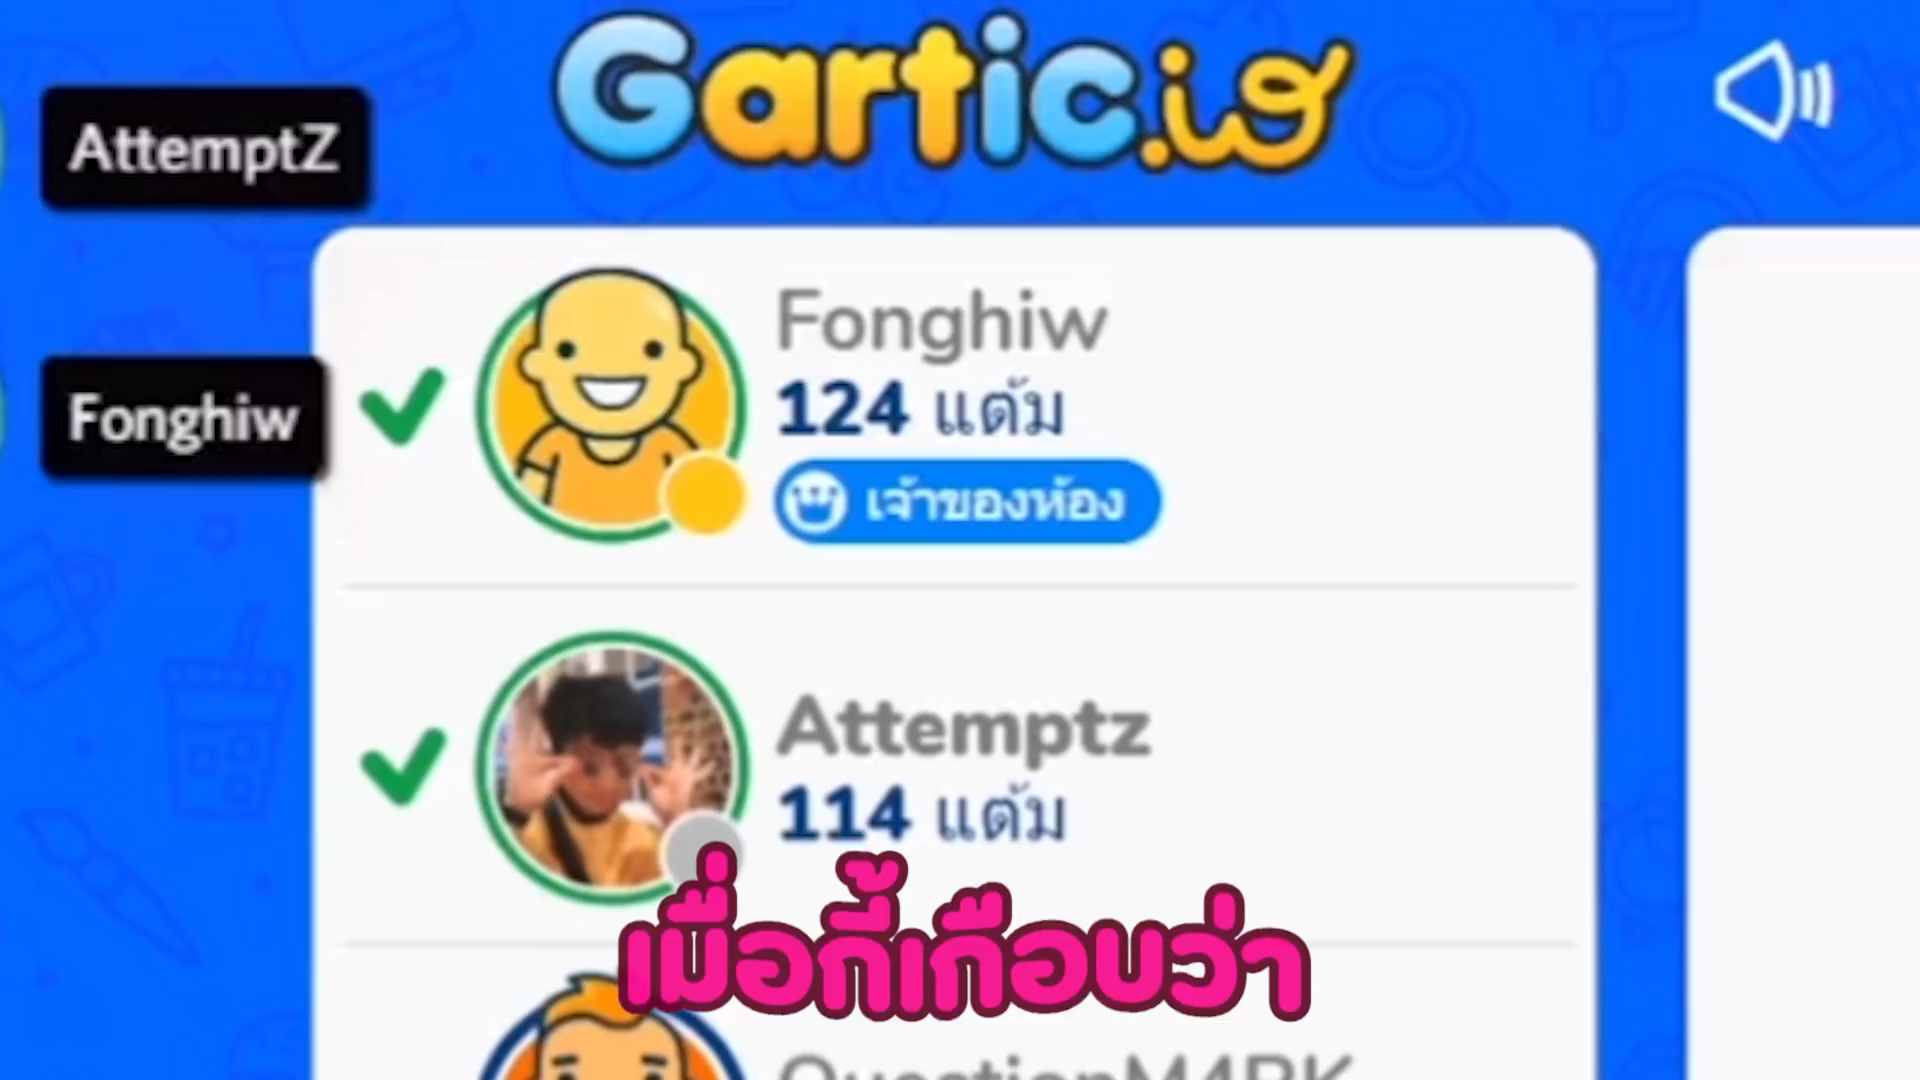 Gartic.io
AttemptZ
Fonghiw
Fonghiw
124 แต้ม
เจ้าของห้อง
Attemptz
114 แต้ม
เมื่อกี้เกือบว่า
QuestionM4RK